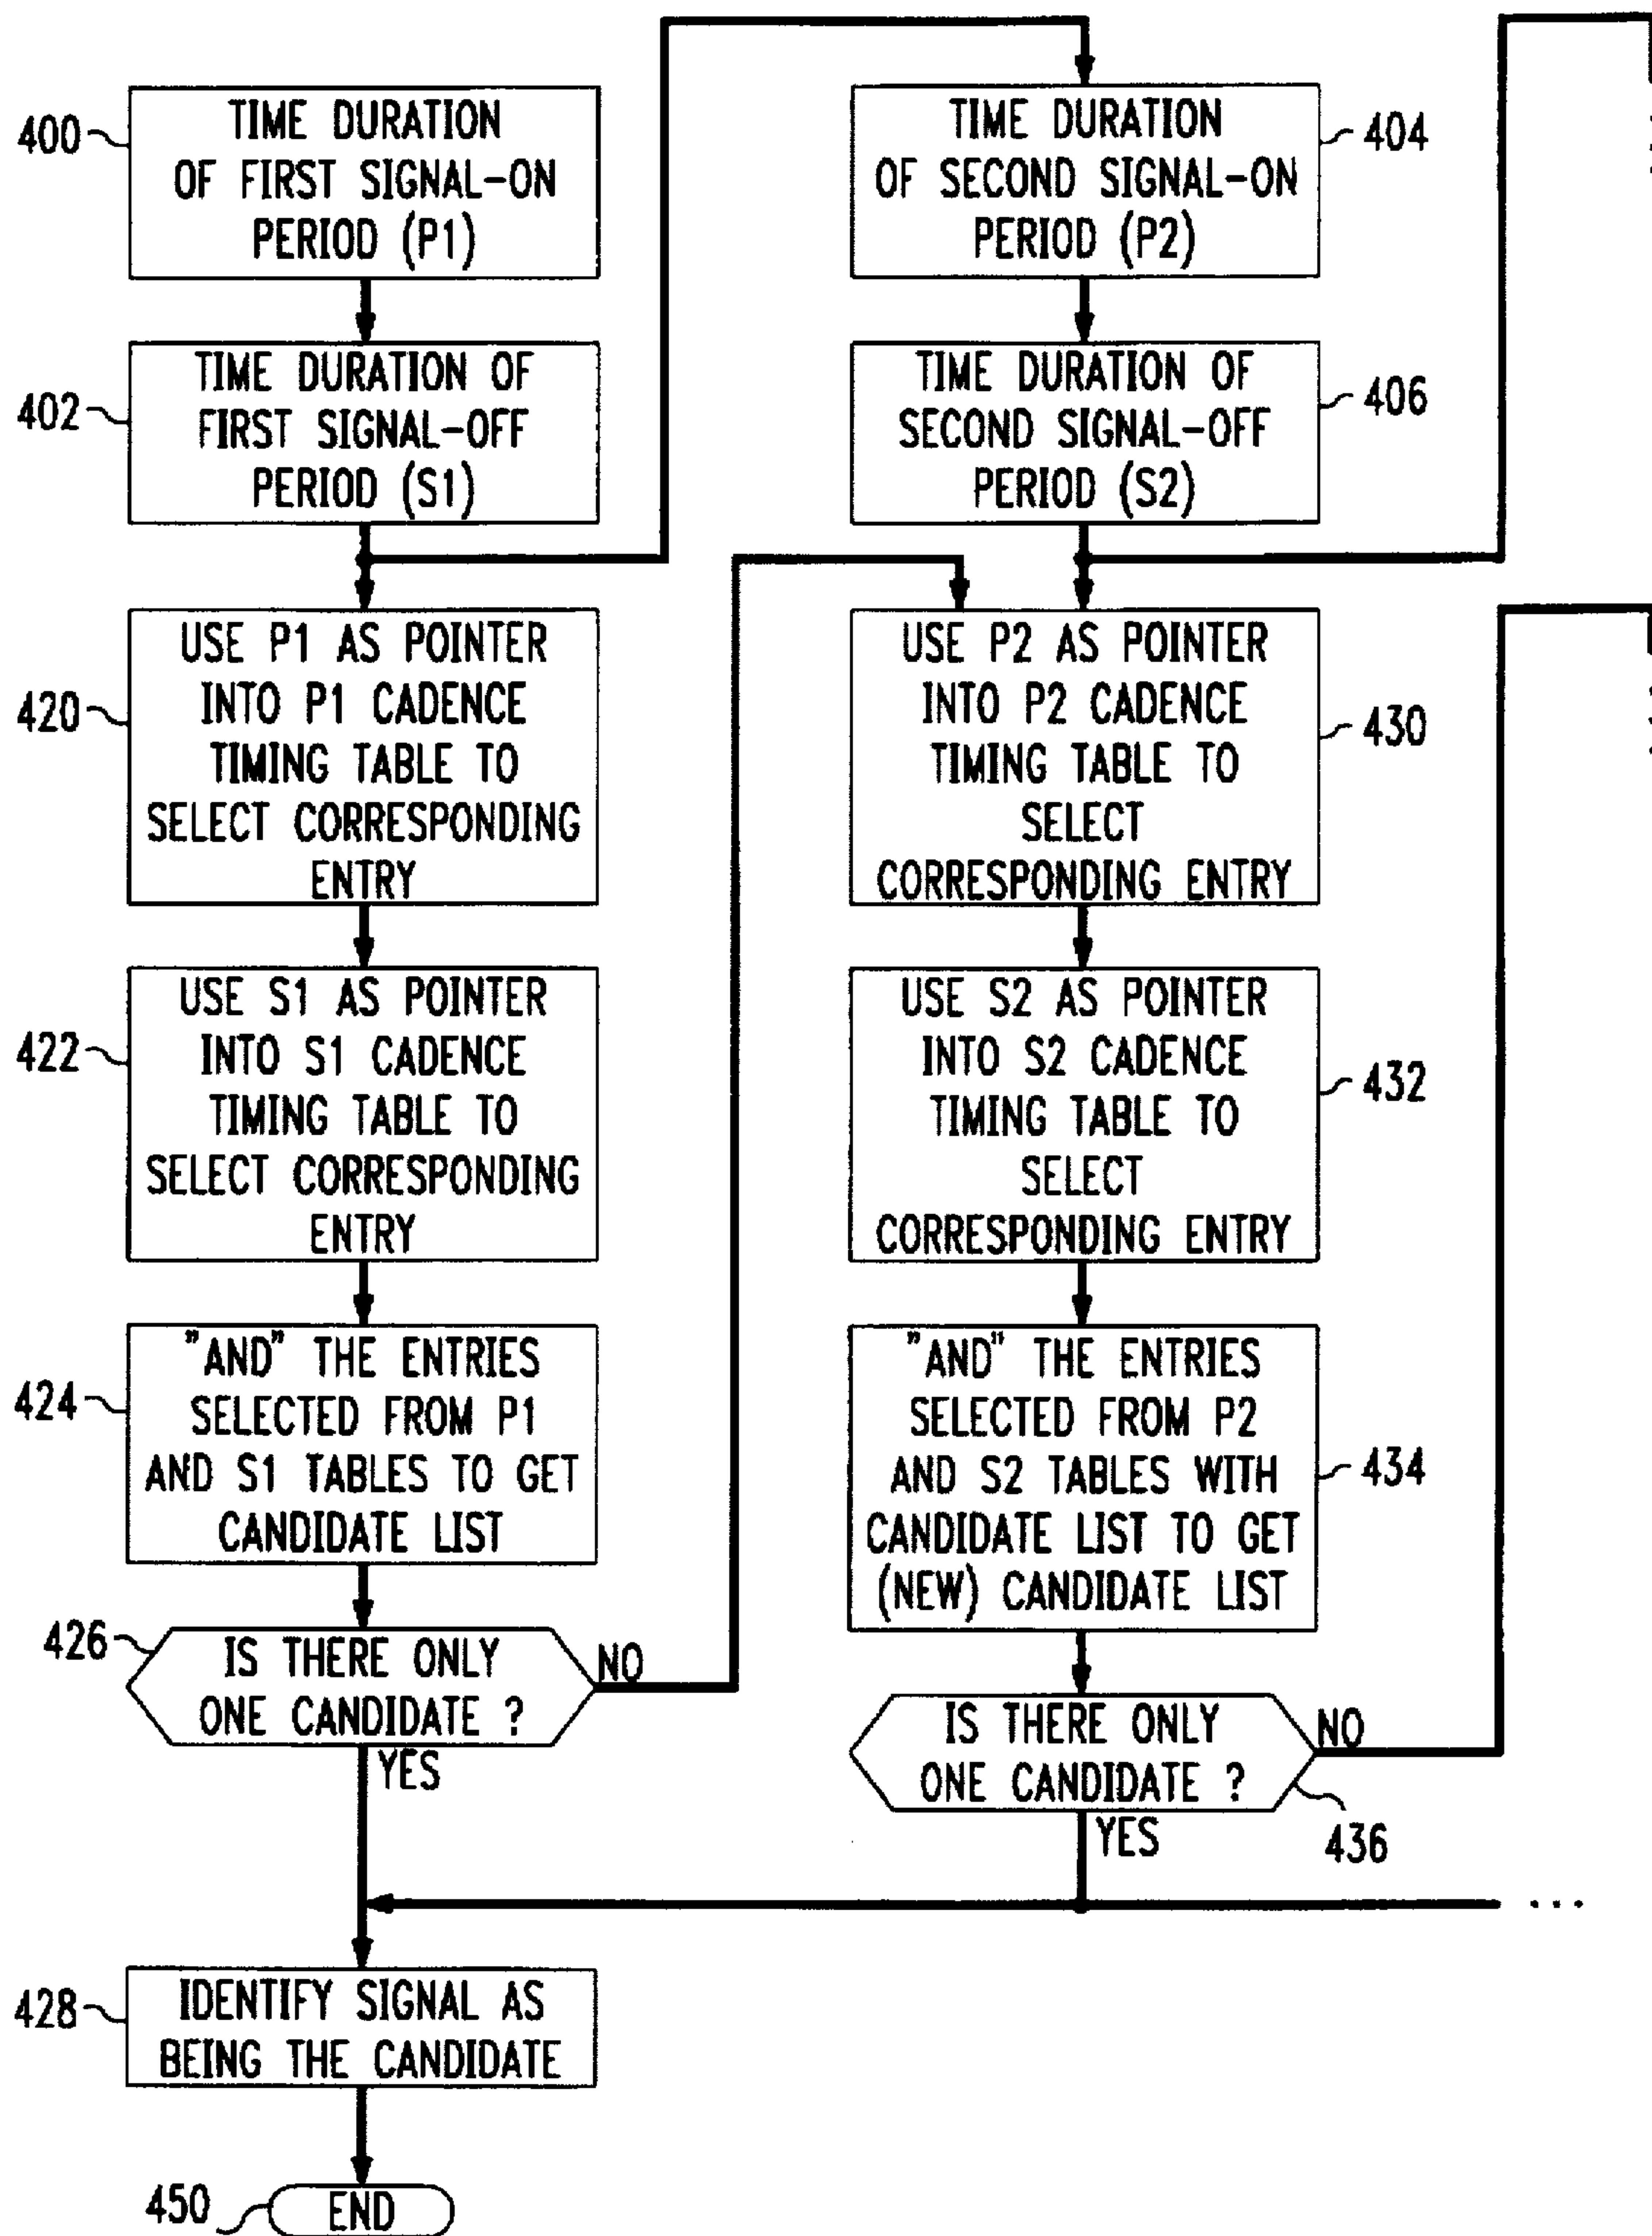 400
TIME DURATION
OF FIRST SIGNAL-ON
PERIOD (P1)
402
TIME DURATION OF
FIRST SIGNAL-OFF
PERIOD (S1)
420
USE P1 AS POINTER
INTO P1 CADENCE
TIMING TABLE TO
SELECT CORRESPONDING
ENTRY
422
USE S1 AS POINTER
INTO S1 CADENCE
TIMING TABLE TO
SELECT CORRESPONDING
ENTRY
424
"AND" THE ENTRIES
SELECTED FROM P1
AND S1 TABLES TO GET
CANDIDATE LIST
426
IS THERE ONLY
ONE CANDIDATE ?
NO
YES
404
TIME DURATION
OF SECOND SIGNAL-ON
PERIOD (P2)
406
TIME DURATION OF
SECOND SIGNAL-OFF
PERIOD (S2)
430
USE P2 AS POINTER
INTO P2 CADENCE
TIMING TABLE TO
SELECT
CORRESPONDING ENTRY
432
USE S2 AS POINTER
INTO S2 CADENCE
TIMING TABLE TO
SELECT
CORRESPONDING ENTRY
434
"AND" THE ENTRIES
SELECTED FROM P2
AND S2 TABLES WITH
CANDIDATE LIST TO GET
(NEW) CANDIDATE LIST
IS THERE ONLY
ONE CANDIDATE ?
NO
436
YES
...
428
IDENTIFY SIGNAL AS
BEING THE CANDIDATE
450
END